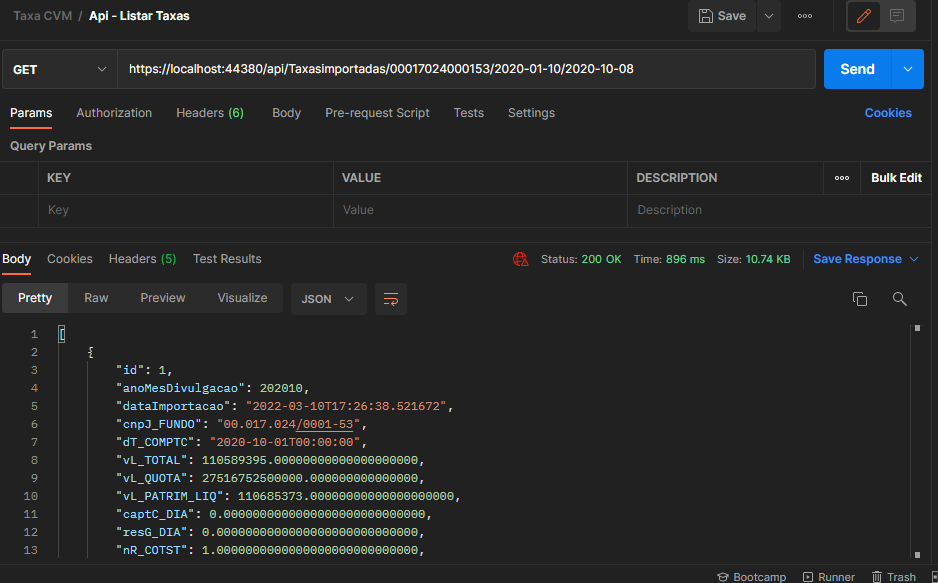 Taxa CVM / Api - Listar Taxas
Save
GET
https://localhost:44380/api/Taxasimportadas/00017024000153/2020-01-10/2020-10-08
Send
Params Authorization Headers (6) Body Pre-request Script Tests Settings Cookies
Query Params
KEY VALUE DESCRIPTION ooo Bulk Edit
Key Value Description
Body Cookies Headers (5) Test Results Status: 200 OK Time: 896 ms Size: 10.74 KB Save Response
Pretty Raw Preview Visualize JSON
1 [
2 {
3 "id": 1,
4 "anoMesDivulgacao": 202010,
5 "dataImportacao": "2022-03-10T17:26:38.521672",
6 "cnpJ_FUNDO": "00.017.024/0001-53",
7 "dT_COMPTC": "2020-10-01T00:00:00",
8 "vL_TOTAL": 110589395.00000000000000000000,
9 "vL_QUOTA": 27516752500000.000000000000000,
10 "vL_PATRIM_LIQ": 110685373.00000000000000000000,
11 "captC_DIA": 0.0000000000000000000000000000,
12 "resG_DIA": 0.0000000000000000000000000000,
13 "nR_COTST": 1.0000000000000000000000000000,
Bootcamp Runner Trash